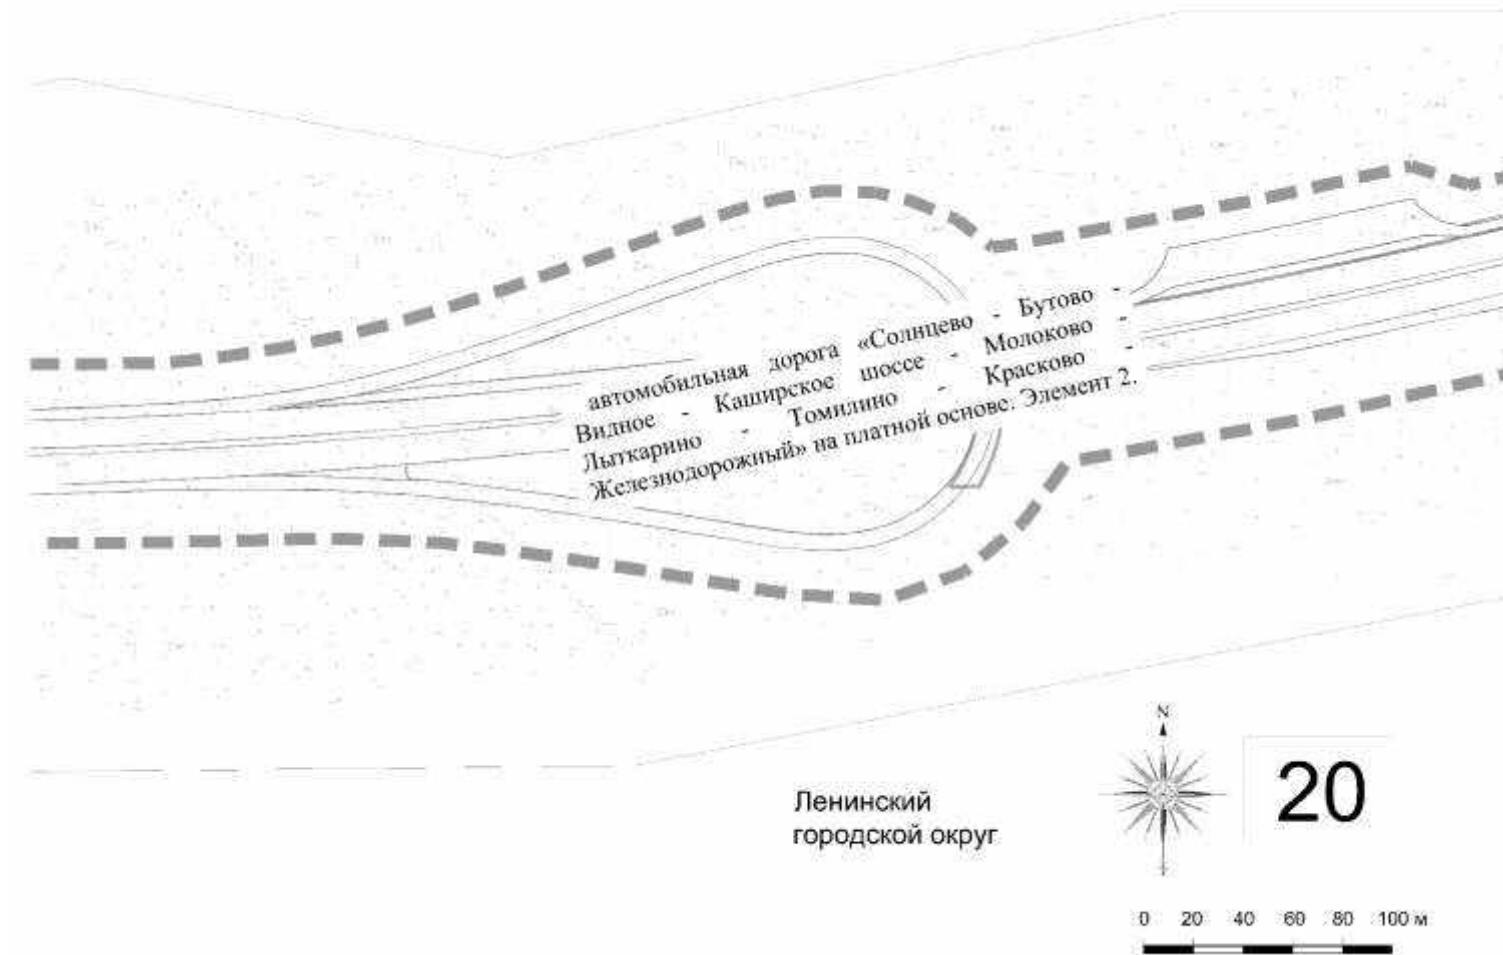 автомобильная дорога «Солнцево - Бутово -
Видное - Каширское шоссе - Молоково -
Лыткарино - Томилино - Красково -
Железнодорожный» на платной основе. Элемент 2.
N
20
Ленинский
городской округ
0 20 40 60 80 100 м